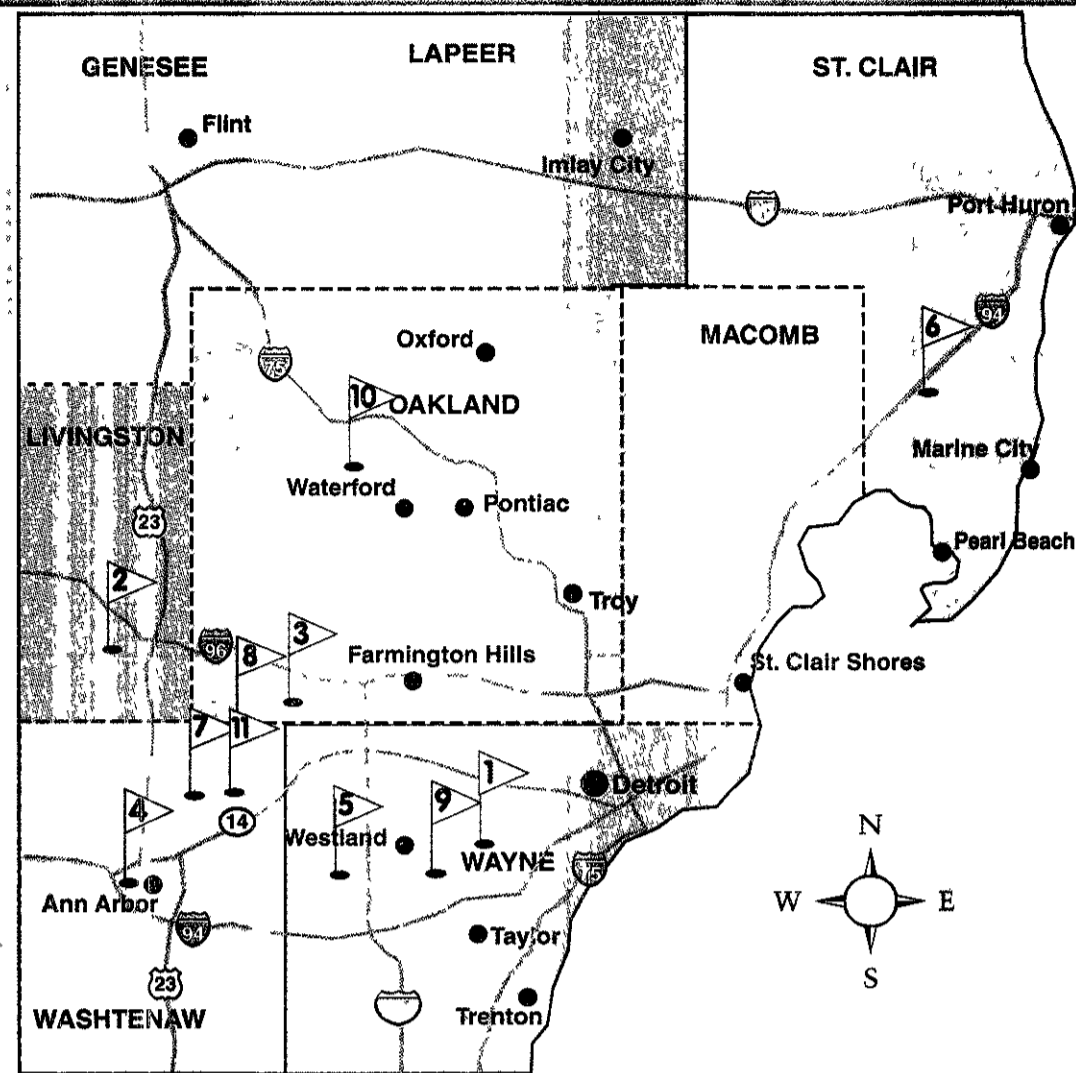 GENESEE
LAPEER
ST. CLAIR
Flint
Imlay City
Port Huron
94
6
MACOMB
Oxford
75
10
OAKLAND
LIVINGSTON
Marine City
Waterford
Pontiac
23
Pearl Beach
2
Troy
3
96
8
Farmington Hills
St. Clair Shores
7
11
1
Detroit
4
5
9
14
Westland
WAYNE
75
N
Ann Arbor
W
E
94
Taylor
S
23
Trenton
WASHTENAW